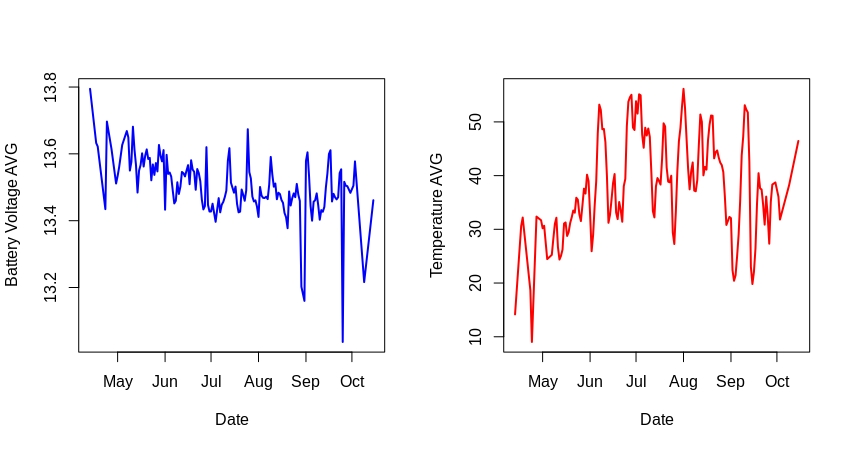 Battery Voltage AVG
13.8
13.6
13.4
13.2
May Jun Jul Aug Sep Oct
Date
Temperature AVG
50
40
30
20
10
May Jun Jul Aug Sep Oct
Date